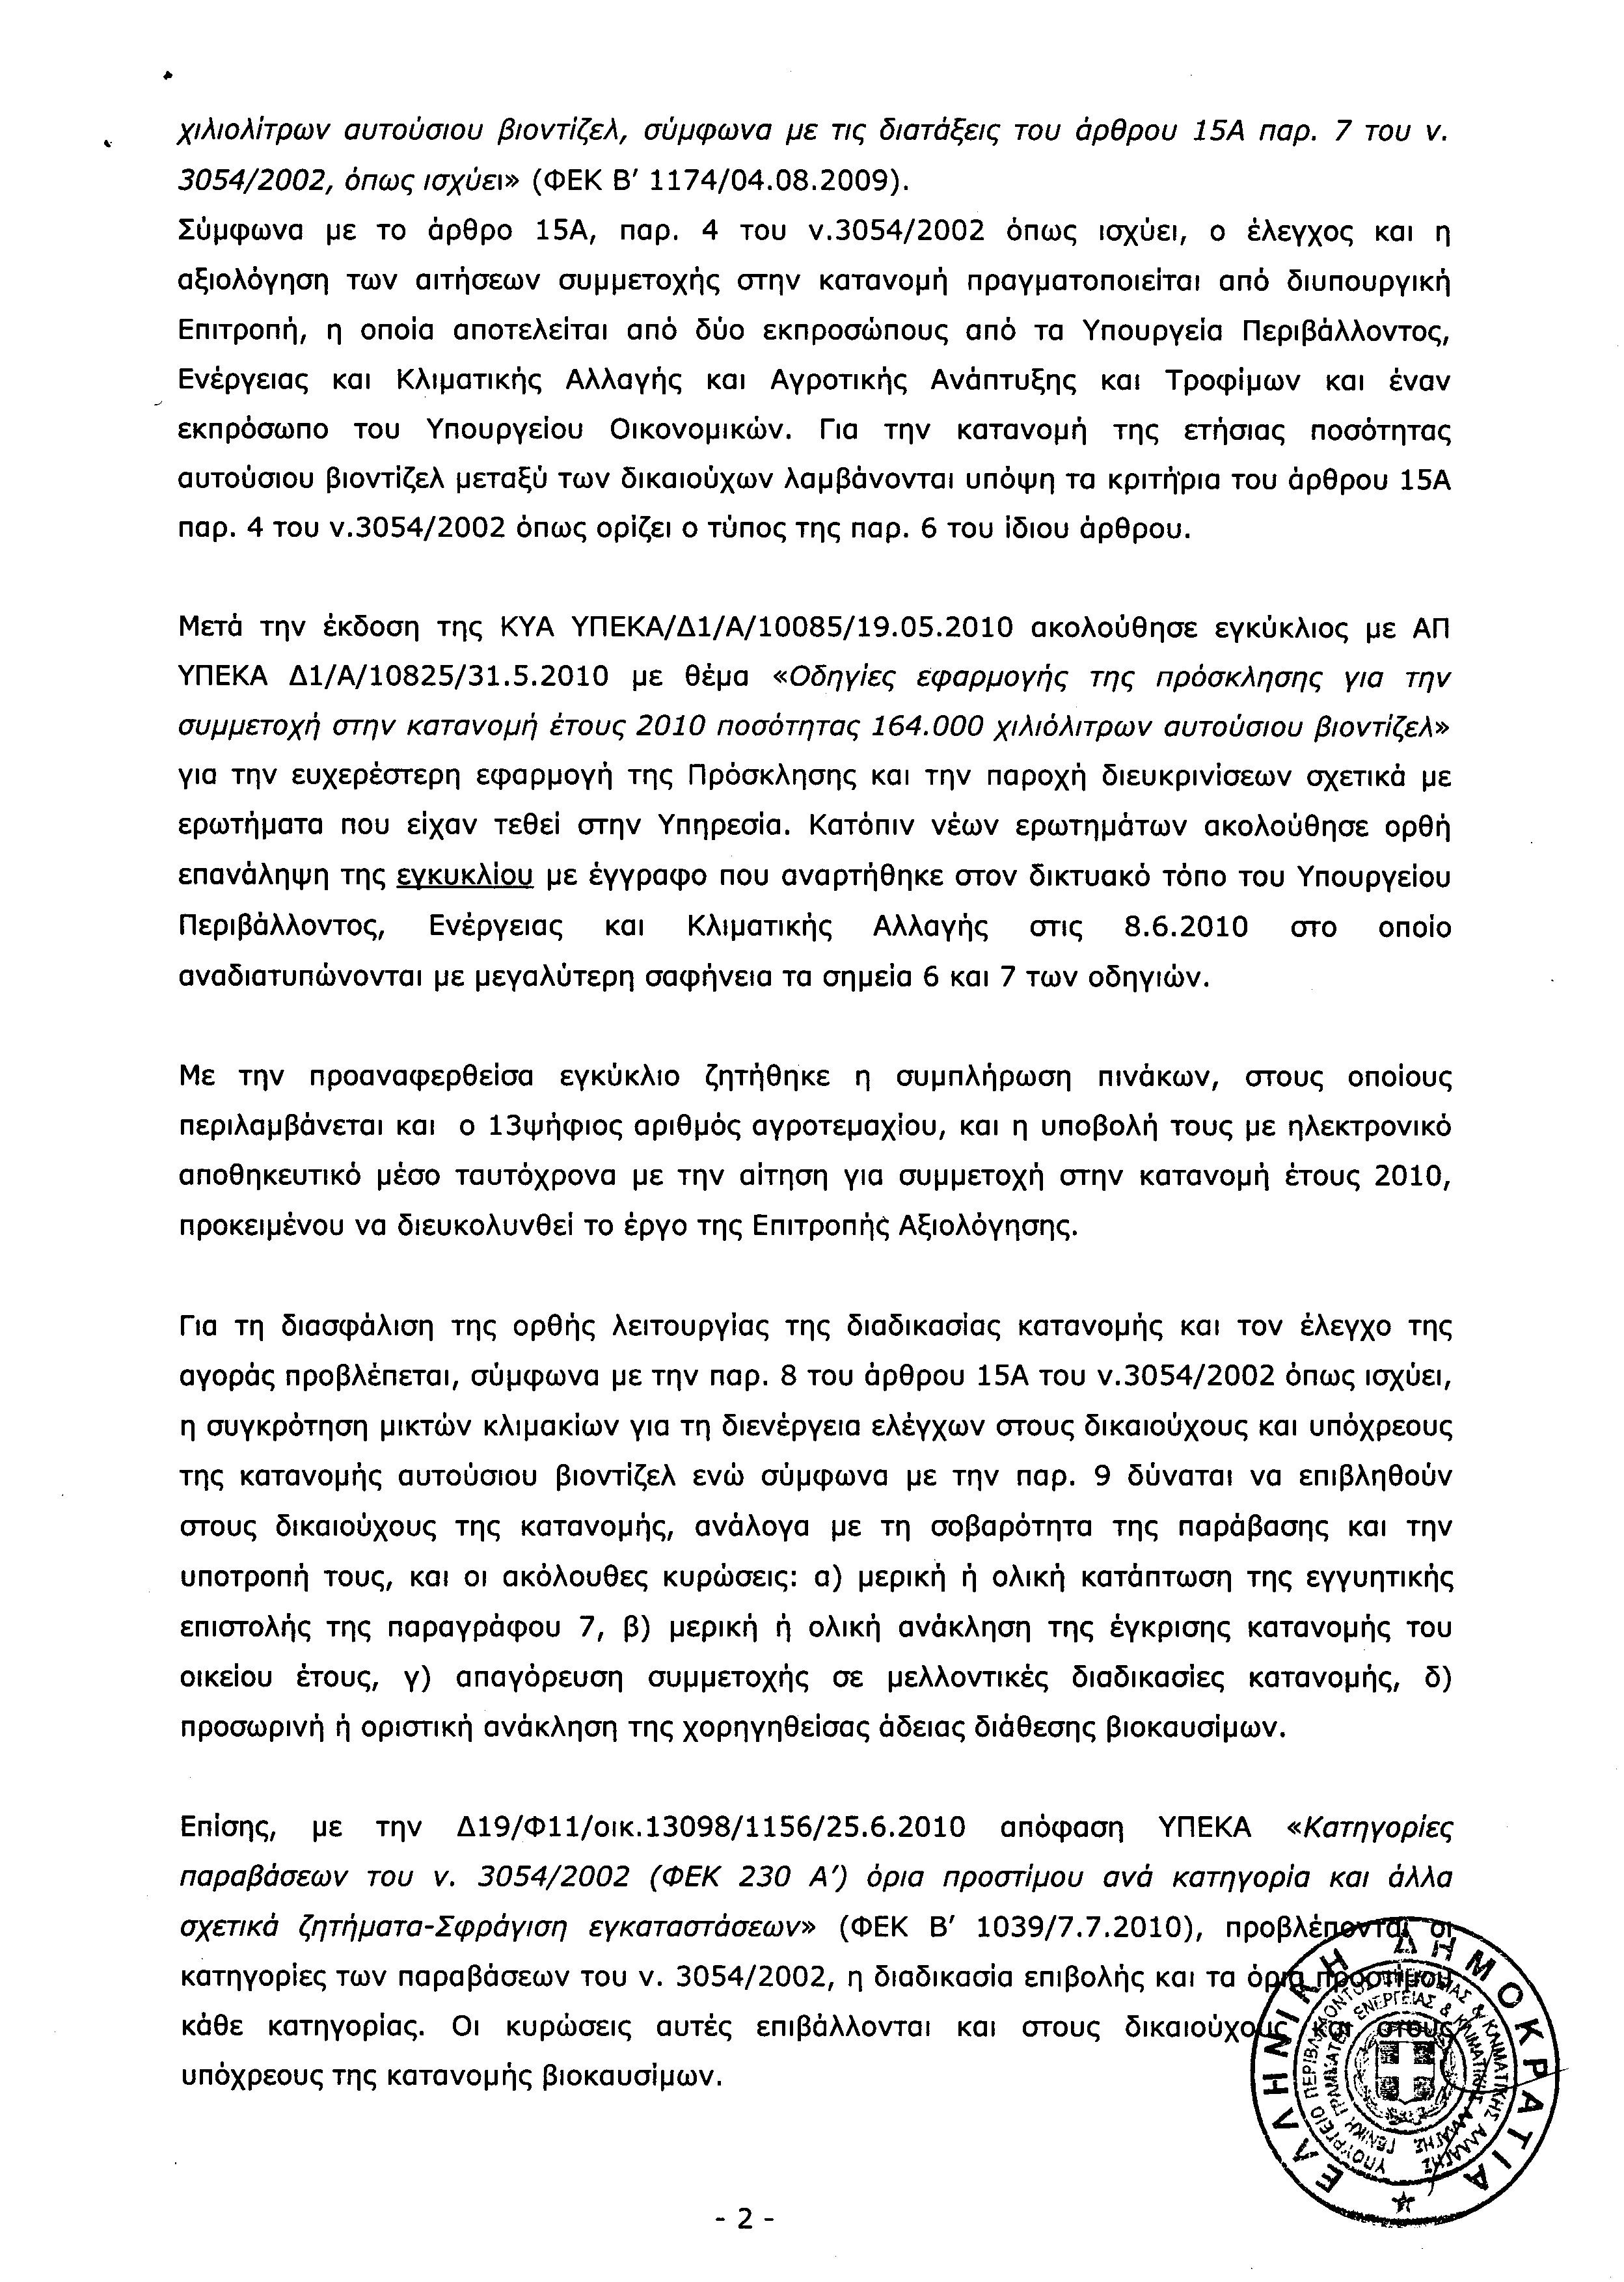 χιλιολίτρων αυτούσιου βιοντίζελ, σύμφωνα με τις διατάξεις του άρθρου 15Α παρ. 7 του ν.
3054/2002, όπως ισχύει» (ΦΕΚ Β' 1174/04.08.2009).
Σύμφωνα με το άρθρο 15Α, παρ. 4 του ν.3054/2002 όπως ισχύει, ο έλεγχος και η
αξιολόγηση των αιτήσεων συμμετοχής στην κατανομή πραγματοποιείται από διυπουργική
Επιτροπή, η οποία αποτελείται από δύο εκπροσώπους από τα Υπουργεία Περιβάλλοντος,
Ενέργειας και Κλιματικής Αλλαγής και Αγροτικής Ανάπτυξης και Τροφίμων και έναν
εκπρόσωπο του Υπουργείου Οικονομικών. Για την κατανομή της ετήσιας ποσότητας
αυτούσιου βιοντίζελ μεταξύ των δικαιούχων λαμβάνονται υπόψη τα κριτήρια του άρθρου 15Α
παρ. 4 του ν.3054/2002 όπως ορίζει ο τύπος της παρ. 6 του ίδιου άρθρου.
Μετά την έκδοση της ΚΥΑ ΥΠΕΚΑ/Δ1/Α/10085/19.05.2010 ακολούθησε εγκύκλιος με ΑΠ
ΥΠΕΚΑ Δ1/Α/10825/31.5.2010 με θέμα «Οδηγίες εφαρμογής της πρόσκλησης για την
συμμετοχή στην κατανομή έτους 2010 ποσότητας 164.000 χιλιόλιτρων αυτούσιου βιοντίζελ»
για την ευχερέστερη εφαρμογή της Πρόσκλησης και την παροχή διευκρινίσεων σχετικά με
ερωτήματα που είχαν τεθεί στην Υπηρεσία. Κατόπιν νέων ερωτημάτων ακολούθησε ορθή
επανάληψη της εγκυκλίου με έγγραφο που αναρτήθηκε στον δικτυακό τόπο του Υπουργείου
Περιβάλλοντος, Ενέργειας και Κλιματικής Αλλαγής στις 8.6.2010 στο οποίο
αναδιατυπώνονται με μεγαλύτερη σαφήνεια τα σημεία 6 και 7 των οδηγιών.
Με την προαναφερθείσα εγκύκλιο ζητήθηκε η συμπλήρωση πινάκων, στους οποίους
περιλαμβάνεται και ο 13ψήφιος αριθμός αγροτεμαχίου, και η υποβολή τους με ηλεκτρονικό
αποθηκευτικό μέσο ταυτόχρονα με την αίτηση για συμμετοχή στην κατανομή έτους 2010,
προκειμένου να διευκολυνθεί το έργο της Επιτροπής Αξιολόγησης.
Για τη διασφάλιση της ορθής λειτουργίας της διαδικασίας κατανομής και τον έλεγχο της
αγοράς προβλέπεται, σύμφωνα με την παρ. 8 του άρθρου 15Α του ν.3054/2002 όπως ισχύει,
η συγκρότηση μικτών κλιμακίων για τη διενέργεια ελέγχων στους δικαιούχους και υπόχρεους
της κατανομής αυτούσιου βιοντίζελ ενώ σύμφωνα με την παρ. 9 δύναται να επιβληθούν
στους δικαιούχους της κατανομής, ανάλογα με τη σοβαρότητα της παράβασης και την
υποτροπή τους, και οι ακόλουθες κυρώσεις: α) μερική ή ολική κατάπτωση της εγγυητικής
επιστολής της παραγράφου 7, β) μερική ή ολική ανάκληση της έγκρισης κατανομής του
οικείου έτους, γ) απαγόρευση συμμετοχής σε μελλοντικές διαδικασίες κατανομής, δ)
προσωρινή ή οριστική ανάκληση της χορηγηθείσας άδειας διάθεσης βιοκαυσίμων.
Επίσης, με την Δ19/Φ11/οικ.13098/1156/25.6.2010 απόφαση ΥΠΕΚΑ «Κατηγορίες
παραβάσεων του ν. 3054/2002 (ΦΕΚ 230 Α') όρια προστίμου ανά κατηγορία και άλλα
σχετικά ζητήματα-Σφράγιση εγκαταστάσεων» (ΦΕΚ Β' 1039/7.7.2010), προβλέπονται οι
κατηγορίες των παραβάσεων του ν. 3054/2002, η διαδικασία επιβολής και τα όρια προστίμου
κάθε κατηγορίας. Οι κυρώσεις αυτές επιβάλλονται και στους δικαιούχους και στους
υπόχρεους της κατανομής βιοκαυσίμων.
ΕΛΛΗΝΙΚΗ ΔΗΜΟΚΡΑΤΙΑ
ΥΠΟΥΡΓΕΙΟ ΠΕΡΙΒΑΛΛΟΝΤΟΣ ΕΝΕΡΓΕΙΑΣ & ΚΛΙΜΑΤΙΚΗΣ ΑΛΛΑΓΗΣ
- 2 -